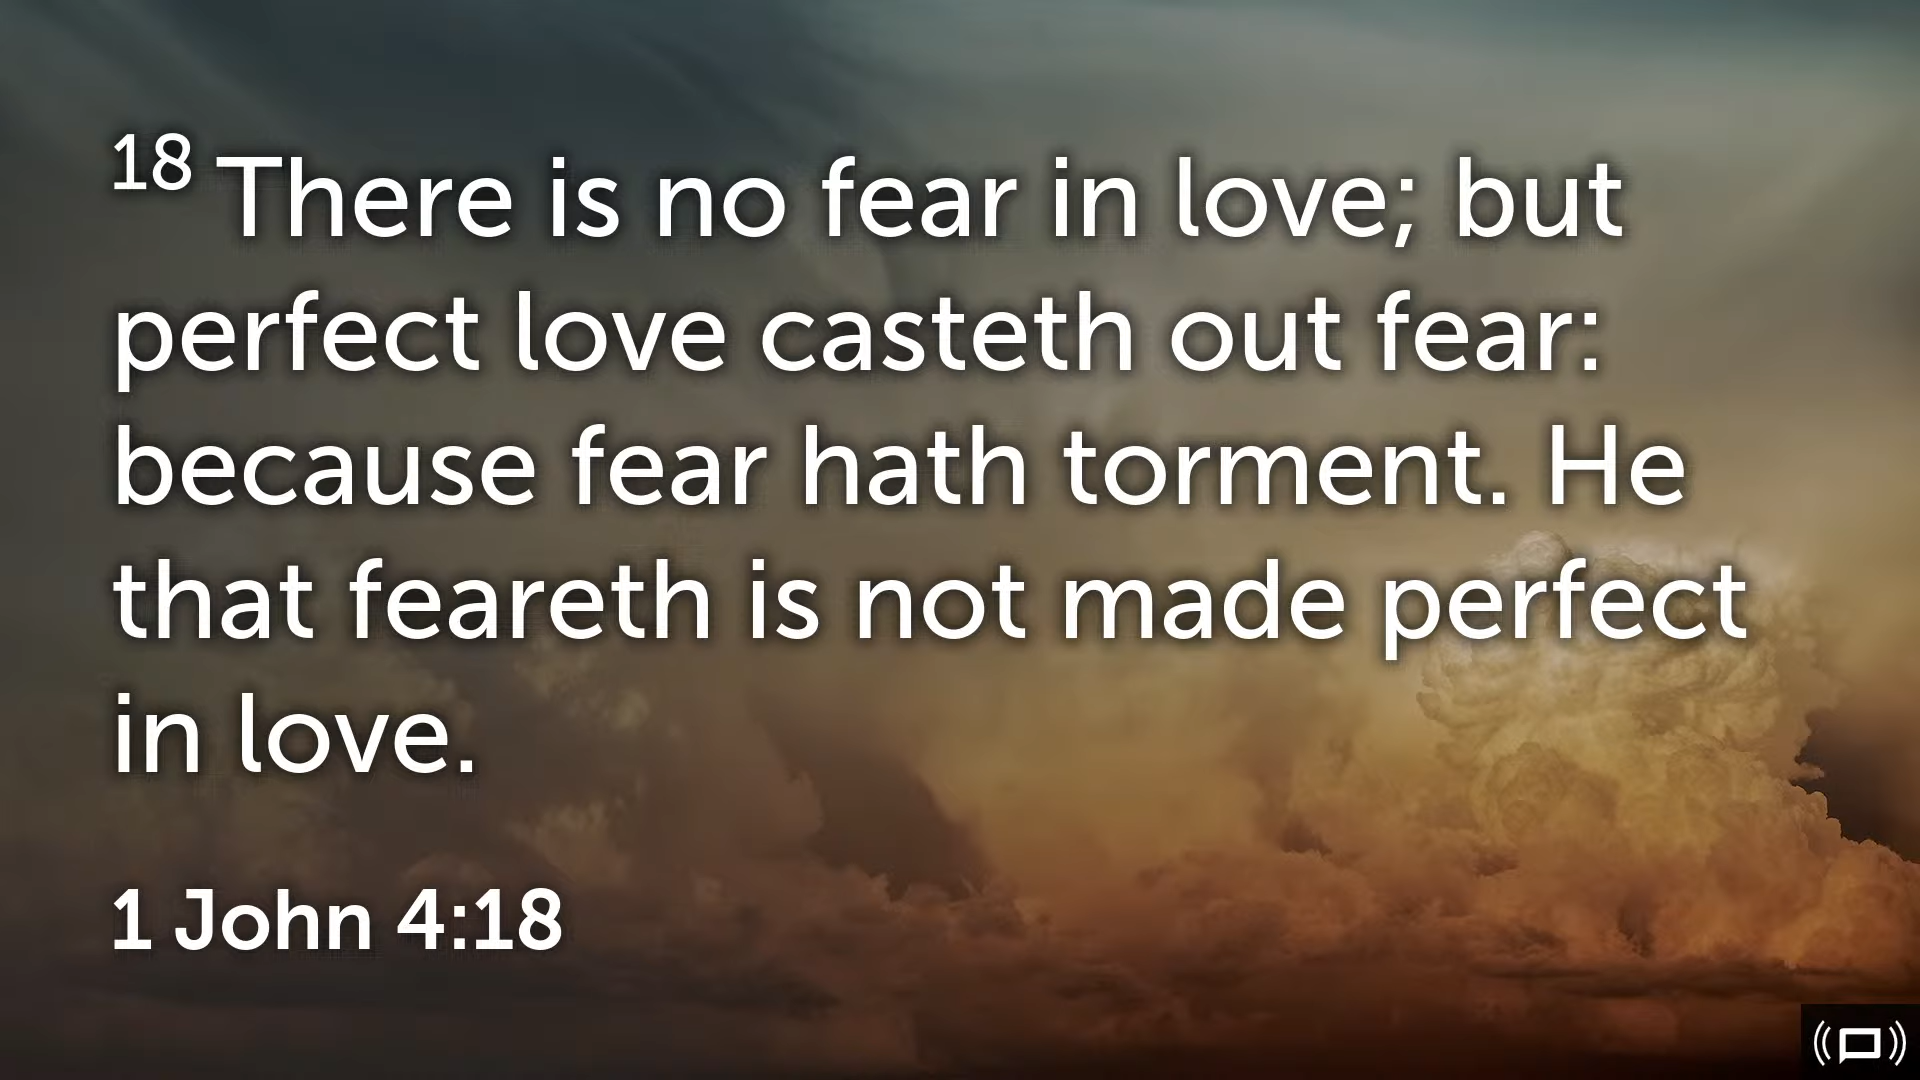 18 There is no fear in love; but
perfect love casteth out fear:
because fear hath torment. He
that feareth is not made perfect
in love.
1 John 4:18